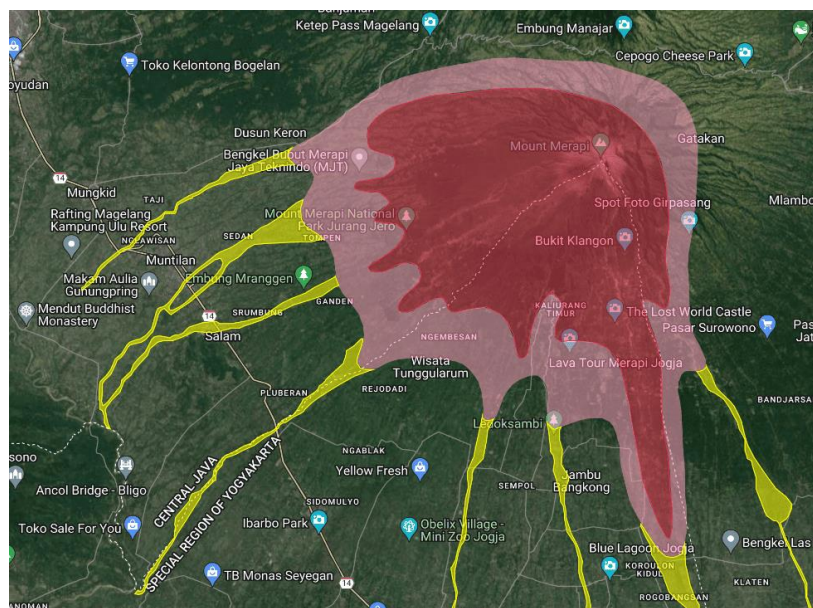 Ketep Pass Magelang
Embung Manajar
Cepogo Cheese Park
Toko Kelontong Bogelan
oyudan
Dusun Keron
Mount Merapi
Gatakan
Bengkel Bubut Merapi
Jaya Teknindo (MJT)
14
Mungkid
TAJI
Spot Foto Girpasang
Mlambo
Rafting Magelang
Kampung Ulu Resort
NGLAWISAN
SEDAN
Mount Merapi National
Park Jurang Jero
TOMPEN
Bukit Klangon
Muntilan
Makam Aulia
Gunungpring
Embung Mranggen
GANDEN
Mendut Buddhist
Monastery
SRUMBUNG
14
Salam
KALIURANG
TIMUR
The Lost World Castle
Pasar Surowono
Pas
Jat
NGEMBESAN
Wisata
Tunggularum
Lava Tour Merapi Jogja
PLUBERAN
REJODADI
BANDJARSA
Ledoksambi
CENTRAL JAVA
SPECIAL REGION OF YOGYAKARTA
sono
NGABLAK
Yellow Fresh
Jambu
Bangkong
SEMPOL
Ancol Bridge - Bligo
SIDOMULYO
Toko Sale For You
Ibarbo Park
Obelix Village -
Mini Zoo Jogja
Blue Lagoon Jogja
Bengkel Las
KOROULON
KIDUL
TB Monas Seyegan
14
KLATEN
ROGOBANGSAN
ANOMAN